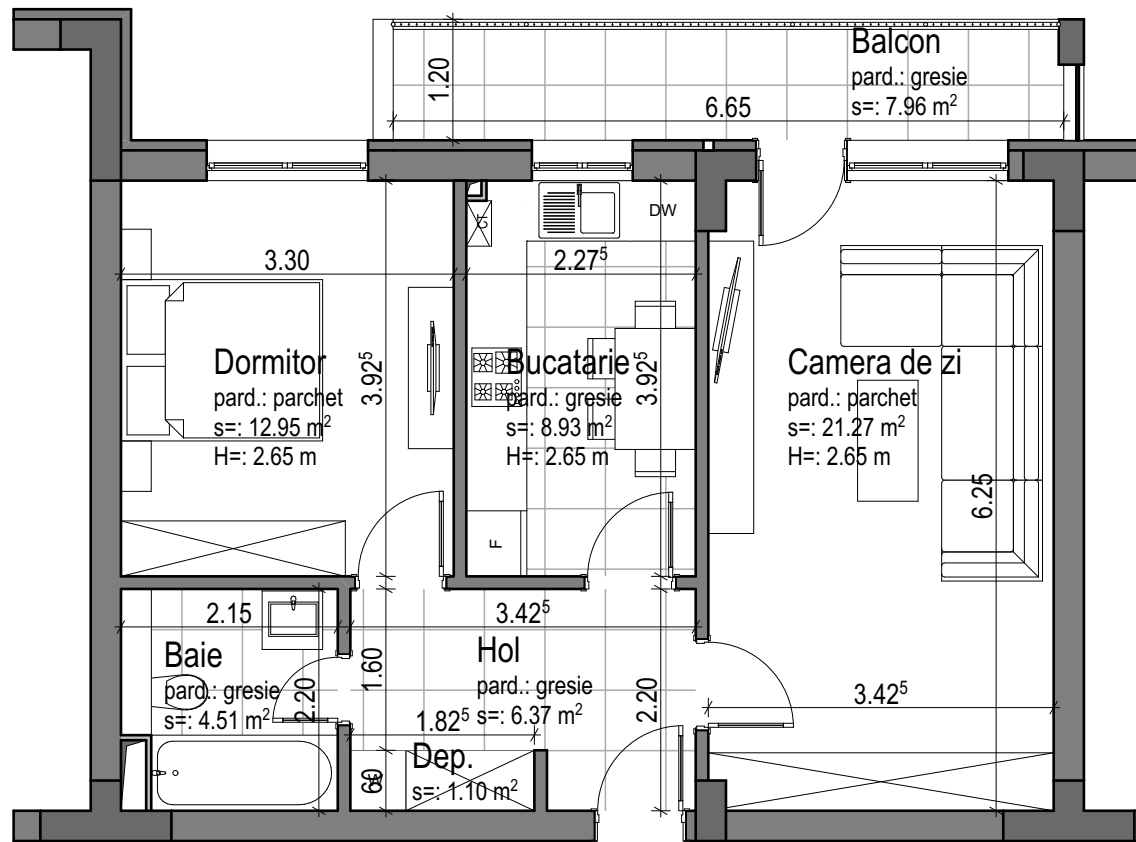 Balcon
pard.: gresie
s=: 7.96 m²
1.20
6.65
DW
CT
3.30
2.27⁵
Dormitor
pard.: parchet
s=: 12.95 m²
H=: 2.65 m
3.92⁵
Bucatarie
pard.: gresie
s=: 8.93 m²
H=: 2.65 m
3.92⁵
Camera de zi
pard.: parchet
s=: 21.27 m²
H=: 2.65 m
6.25
F
2.15
3.42⁵
Baie
pard.: gresie
s=: 4.51 m²
2.20
1.60
Hol
pard.: gresie
s=: 6.37 m²
2.20
3.42⁵
1.82⁵
Dep.
s=: 1.10 m²
60
W